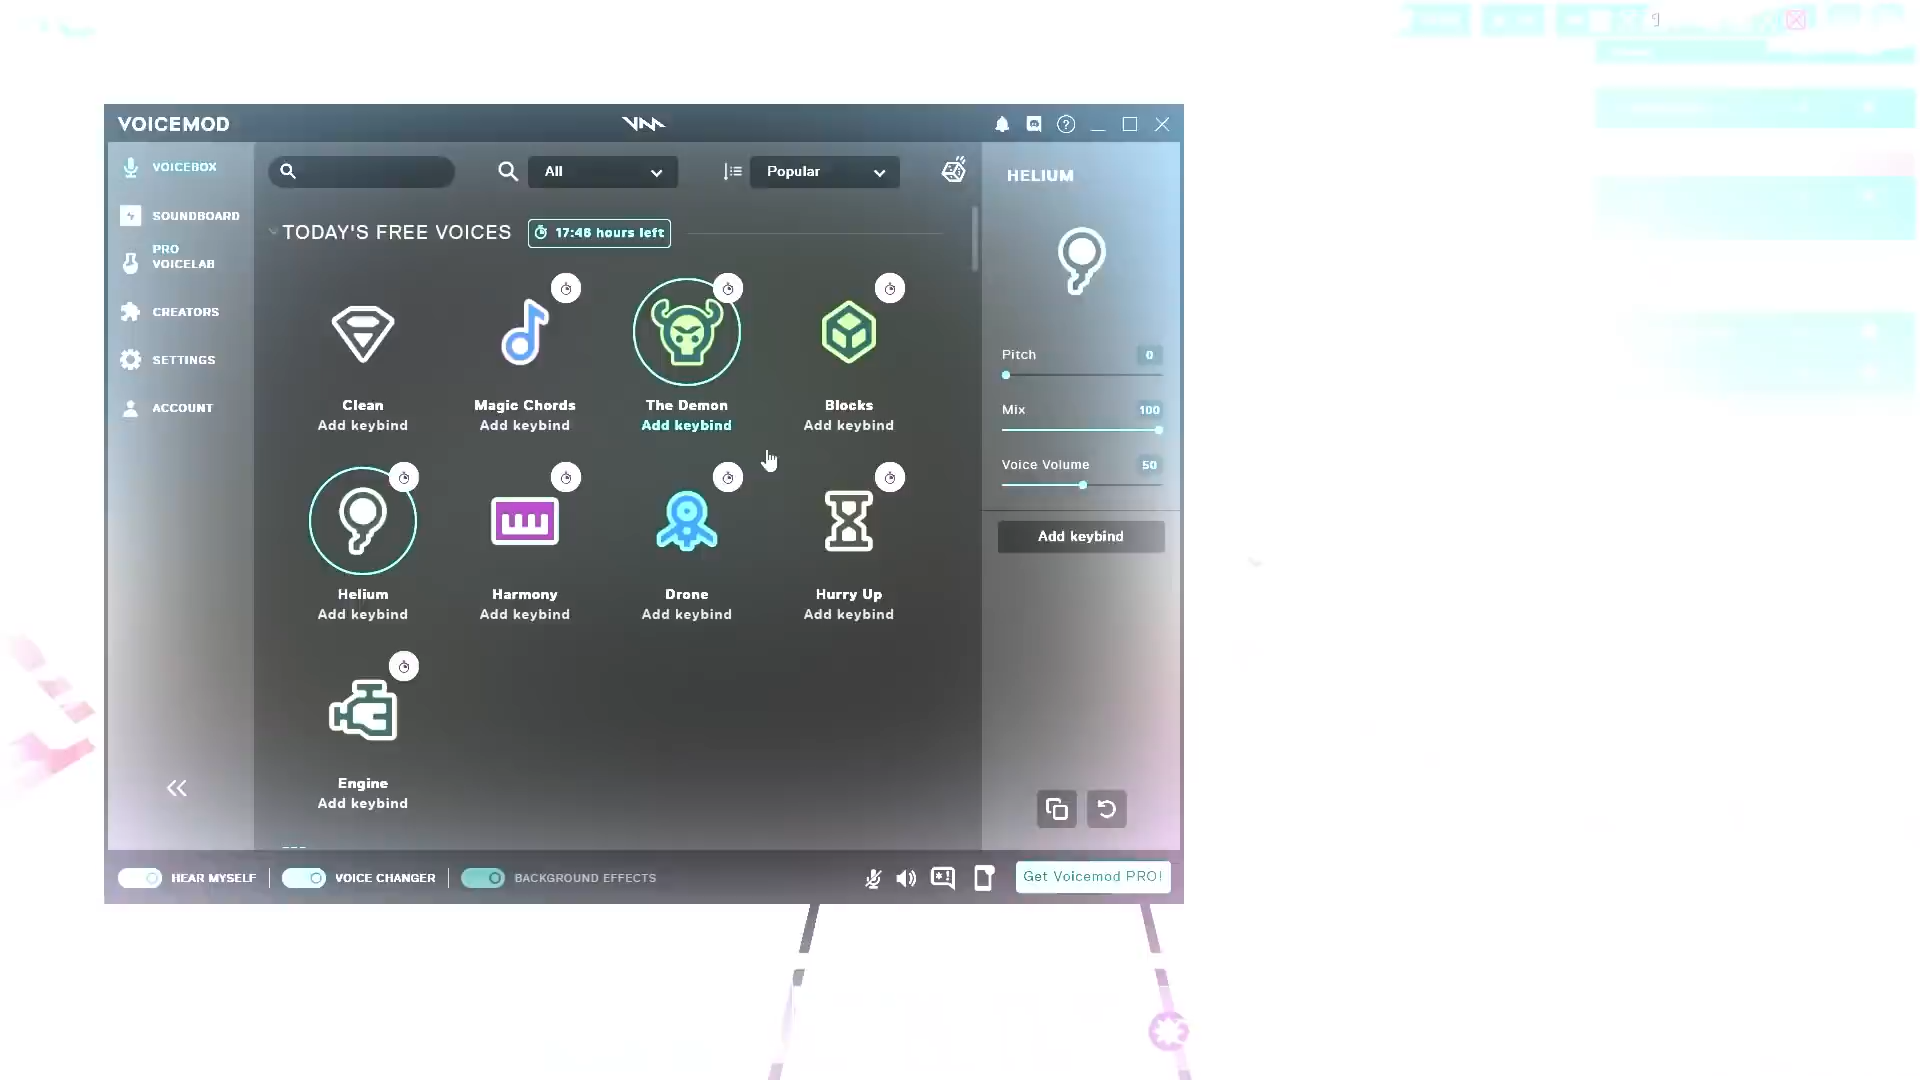 VOICEMOD
VOICEBOX
SOUNDBOARD
PRO
VOICELAB
CREATORS
SETTINGS
ACCOUNT
All
Popular
TODAY'S FREE VOICES
17:48 hours left
Clean
Add keybind
Magic Chords
Add keybind
The Demon
Add keybind
Blocks
Add keybind
Helium
Add keybind
Harmony
Add keybind
Drone
Add keybind
Hurry Up
Add keybind
Engine
Add keybind
HELIUM
Pitch 0
Mix 100
Voice Volume 50
Add keybind
HEAR MYSELF
VOICE CHANGER
BACKGROUND EFFECTS
Get Voicemod PRO!